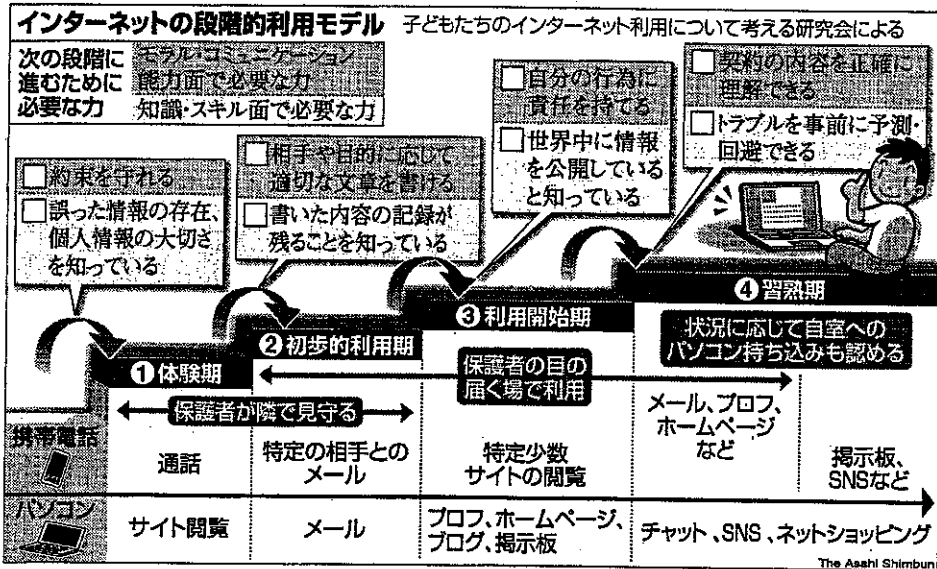 インターネットの段階的利用モデル 子どもたちのインターネット利用について考える研究会による
次の段階に
進むために
必要な力
モラル・コミュニケーション
能力面で必要な力
知識・スキル面で必要な力
□約束を守れる
□誤った情報の存在、
個人情報の大切さ
を知っている
□相手や目的に応じて
適切な文章を書ける
□書いた内容の記録が
残ることを知っている
□自分の行為に
責任を持てる
□世界中に情報
を公開している
と知っている
□契約の内容を正確に
理解できる
□トラブルを事前に予測・
回避できる
①体験期
②初歩的利用期
③利用開始期
④習熟期
保護者が隣で見守る
保護者の目の
届く場で利用
状況に応じて自室への
パソコン持ち込みも認める
携帯電話
通話
特定の相手との
メール
特定少数
サイトの閲覧
メール、プロフ、
ホームページ
など
掲示板、
SNSなど
パソコン
サイト閲覧
メール
プロフ、ホームページ、
ブログ、掲示板
チャット、SNS、ネットショッピング
The Asahi Shimbun